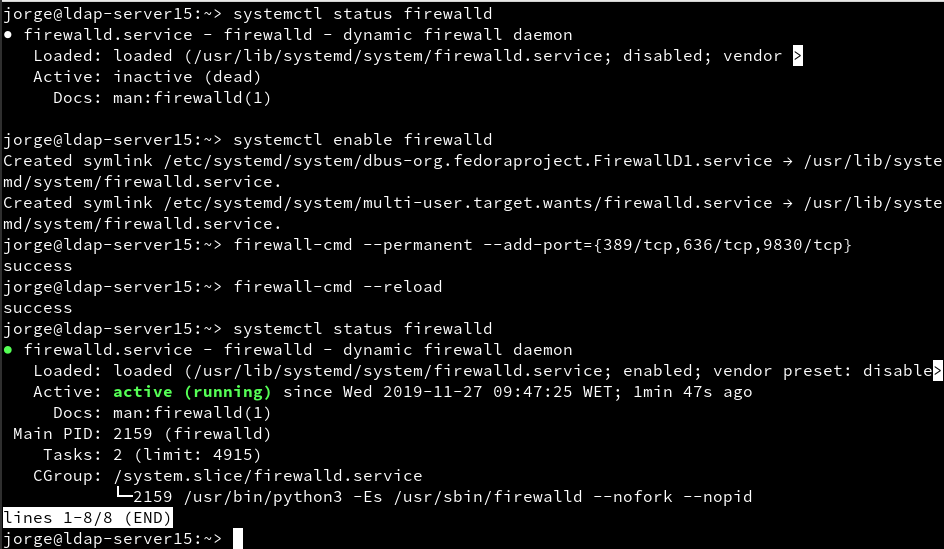 jorge@ldap-server15:~> systemctl status firewalld
● firewalld.service - firewalld - dynamic firewall daemon
   Loaded: loaded (/usr/lib/systemd/system/firewalld.service; disabled; vendor >
   Active: inactive (dead)
     Docs: man:firewalld(1)

jorge@ldap-server15:~> systemctl enable firewalld
Created symlink /etc/systemd/system/dbus-org.fedoraproject.FirewallD1.service → /usr/lib/syste
md/system/firewalld.service.
Created symlink /etc/systemd/system/multi-user.target.wants/firewalld.service → /usr/lib/syste
md/system/firewalld.service.
jorge@ldap-server15:~> firewall-cmd --permanent --add-port={389/tcp,636/tcp,9830/tcp}
success
jorge@ldap-server15:~> firewall-cmd --reload
success
jorge@ldap-server15:~> systemctl status firewalld
● firewalld.service - firewalld - dynamic firewall daemon
   Loaded: loaded (/usr/lib/systemd/system/firewalld.service; enabled; vendor preset: disable>
   Active: active (running) since Wed 2019-11-27 09:47:25 WET; 1min 47s ago
     Docs: man:firewalld(1)
 Main PID: 2159 (firewalld)
    Tasks: 2 (limit: 4915)
   CGroup: /system.slice/firewalld.service
           └─2159 /usr/bin/python3 -Es /usr/sbin/firewalld --nofork --nopid
lines 1-8/8 (END)
jorge@ldap-server15:~>